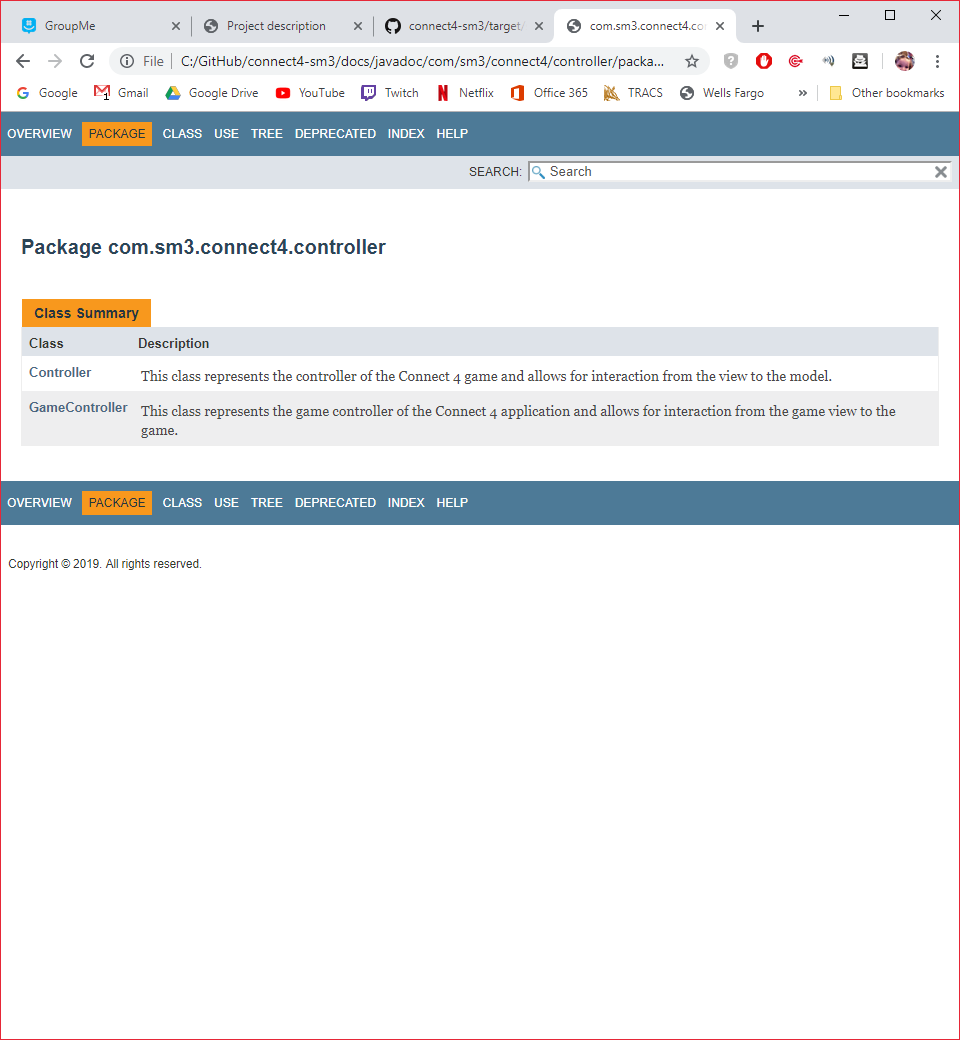 GroupMe Project description connect4-sm3/target/ com.sm3.connect4.co
File C:/GitHub/connect4-sm3/docs/javadoc/com/sm3/connect4/controller/packa...
Google Gmail Google Drive YouTube Twitch Netflix Office 365 TRACS Wells Fargo » Other bookmarks
OVERVIEW PACKAGE CLASS USE TREE DEPRECATED INDEX HELP
SEARCH: Search
Package com.sm3.connect4.controller
Class Summary
Class Description
Controller This class represents the controller of the Connect 4 game and allows for interaction from the view to the model.
GameController This class represents the game controller of the Connect 4 application and allows for interaction from the game view to the
game.
OVERVIEW PACKAGE CLASS USE TREE DEPRECATED INDEX HELP
Copyright © 2019. All rights reserved.